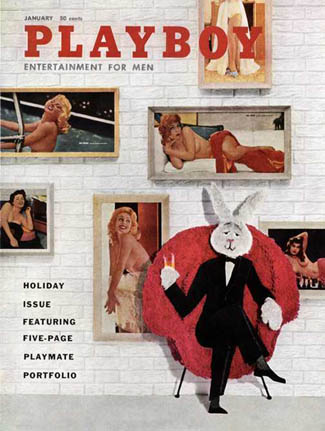 JANUARY 50 cents
PLAYBOY
ENTERTAINMENT FOR MEN
HOLIDAY
ISSUE
FEATURING
FIVE-PAGE
PLAYMATE
PORTFOLIO